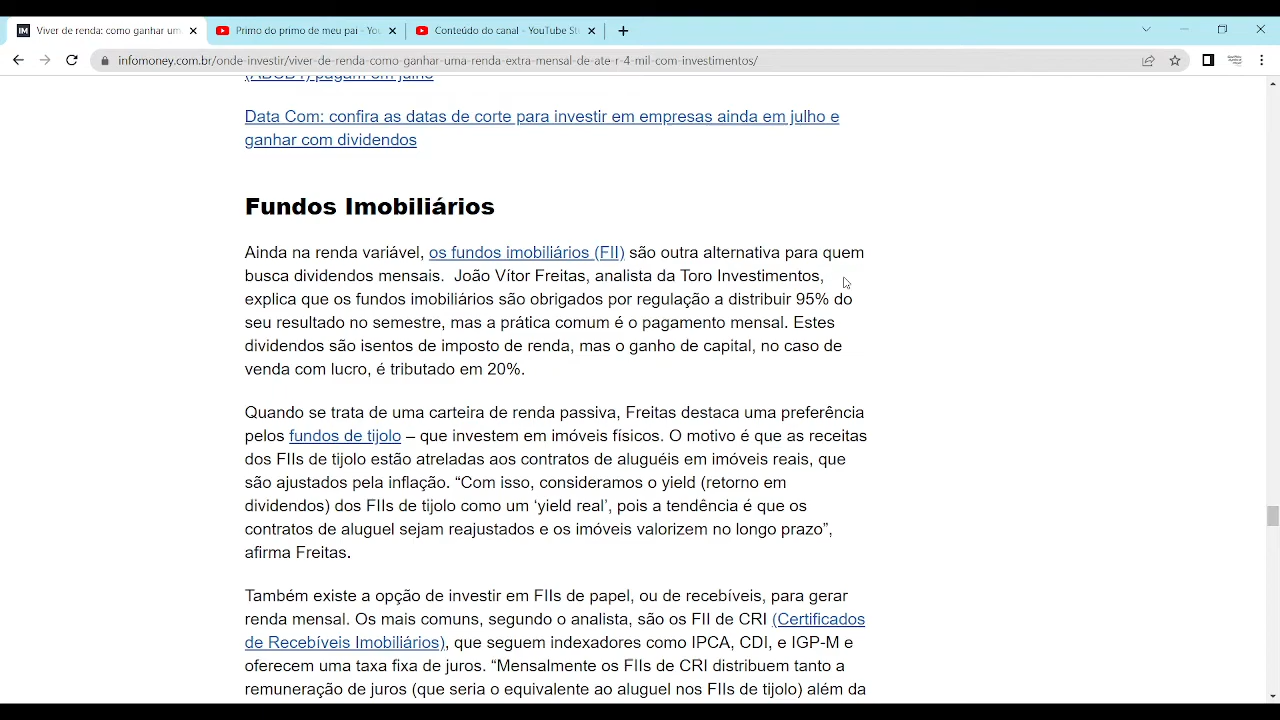 Viver de renda: como ganhar um
Primo do primo de meu pai - You
Conteúdo do canal - YouTube St
infomoney.com.br/onde-investir/viver-de-renda-como-ganhar-uma-renda-extra-mensal-de-ate-r-4-mil-com-investimentos/
pagam em julho
Data Com: confira as datas de corte para investir em empresas ainda em julho e
ganhar com dividendos
Fundos Imobiliários
Ainda na renda variável, os fundos imobiliários (FII) são outra alternativa para quem
busca dividendos mensais.  João Vítor Freitas, analista da Toro Investimentos,
explica que os fundos imobiliários são obrigados por regulação a distribuir 95% do
seu resultado no semestre, mas a prática comum é o pagamento mensal. Estes
dividendos são isentos de imposto de renda, mas o ganho de capital, no caso de
venda com lucro, é tributado em 20%.
Quando se trata de uma carteira de renda passiva, Freitas destaca uma preferência
pelos fundos de tijolo – que investem em imóveis físicos. O motivo é que as receitas
dos FIIs de tijolo estão atreladas aos contratos de aluguéis em imóveis reais, que
são ajustados pela inflação. “Com isso, consideramos o yield (retorno em
dividendos) dos FIIs de tijolo como um ‘yield real’, pois a tendência é que os
contratos de aluguel sejam reajustados e os imóveis valorizem no longo prazo”,
afirma Freitas.
Também existe a opção de investir em FIIs de papel, ou de recebíveis, para gerar
renda mensal. Os mais comuns, segundo o analista, são os FII de CRI (Certificados
de Recebíveis Imobiliários), que seguem indexadores como IPCA, CDI, e IGP-M e
oferecem uma taxa fixa de juros. “Mensalmente os FIIs de CRI distribuem tanto a
remuneração de juros (que seria o equivalente ao aluguel nos FIIs de tijolo) além da